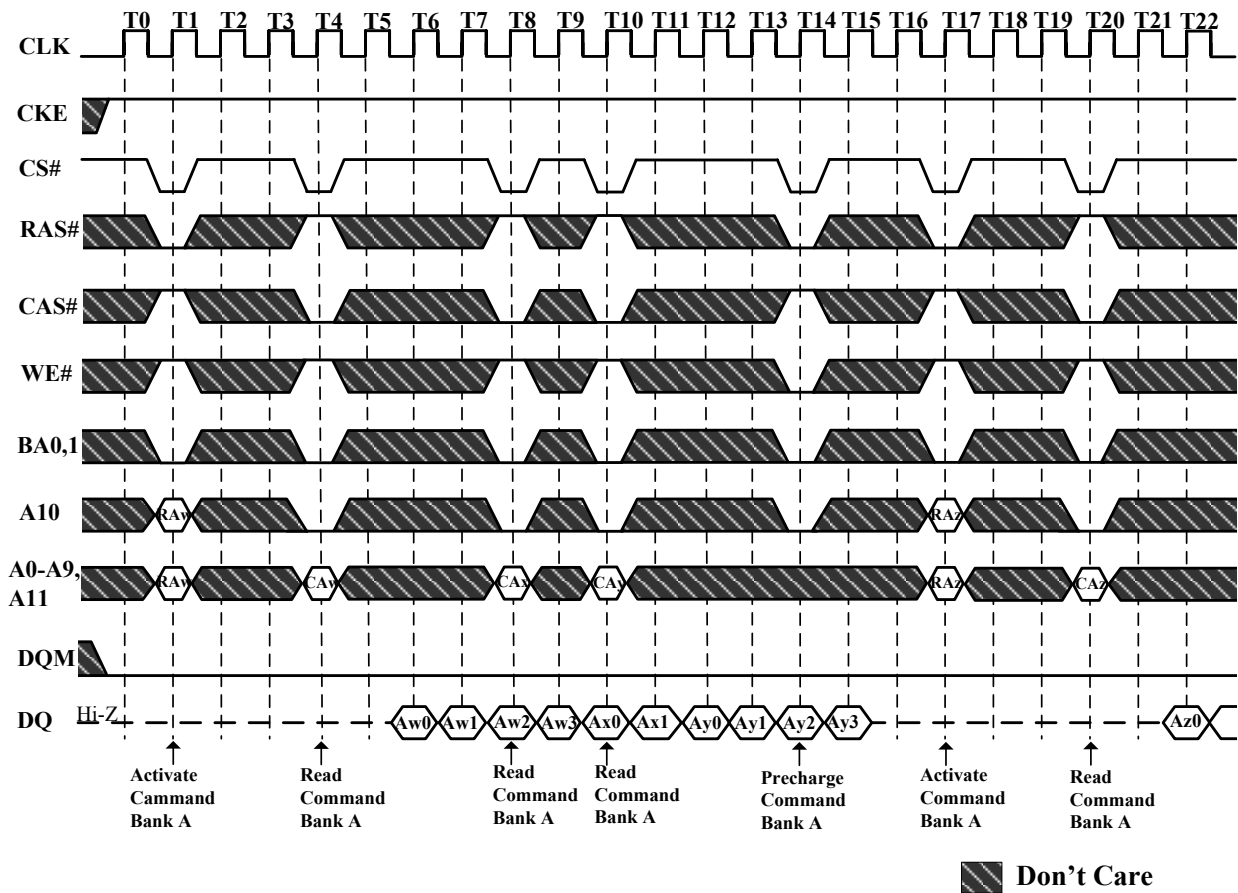 T0 T1 T2 T3 T4 T5 T6 T7 T8 T9 T10 T11 T12 T13 T14 T15 T16 T17 T18 T19 T20 T21 T22
CLK
CKE
CS#
RAS#
CAS#
WE#
BA0,1
A10 RAw RAz
A0-A9,
A11
RAw CAw CAx CAy RAz CAz
DQM
DQ Hi-Z Aw0 Aw1 Aw2 Aw3 Ax0 Ax1 Ay0 Ay1 Ay2 Ay3 Az0
Activate
Cammand
Bank A
Read
Command
Bank A
Read
Command
Bank A
Read
Command
Bank A
Precharge
Command
Bank A
Activate
Command
Bank A
Read
Command
Bank A
Don't Care